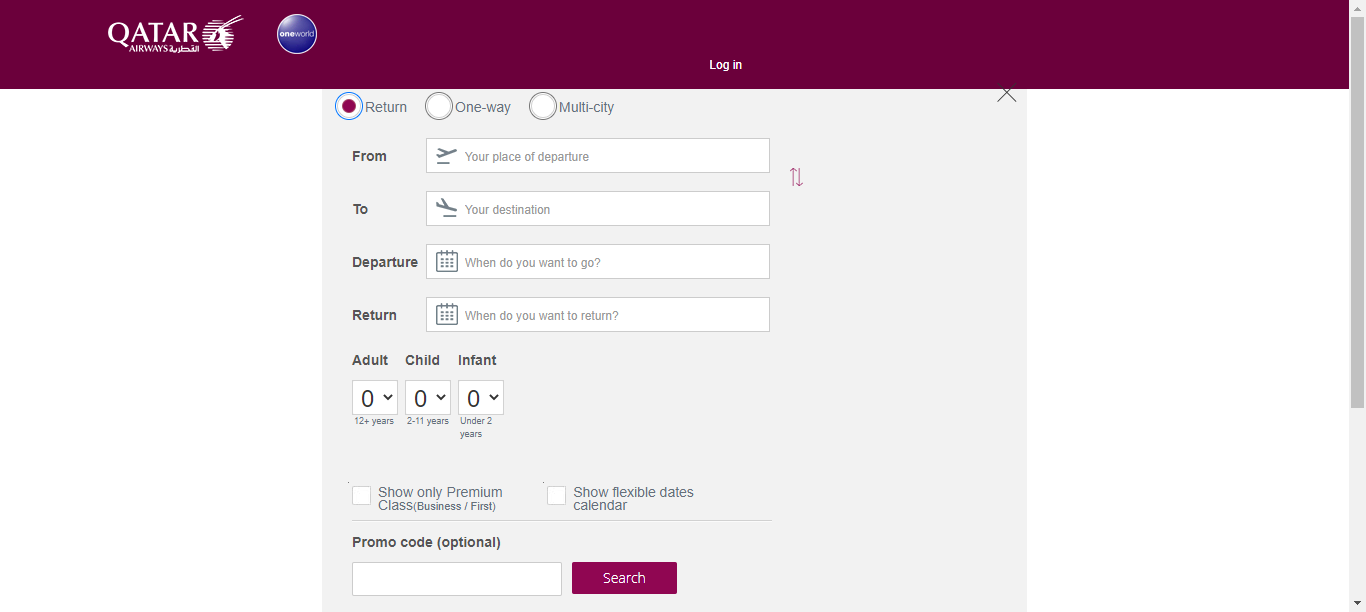 QATAR
AIRWAYS القطرية
oneworld
Log in
Return One-way Multi-city
From Your place of departure
To Your destination
Departure When do you want to go?
Return When do you want to return?
Adult Child Infant
0 0 0
12+ years 2-11 years Under 2
years
Show only Premium Show flexible dates
Class(Business / First) calendar
Promo code (optional)
Search